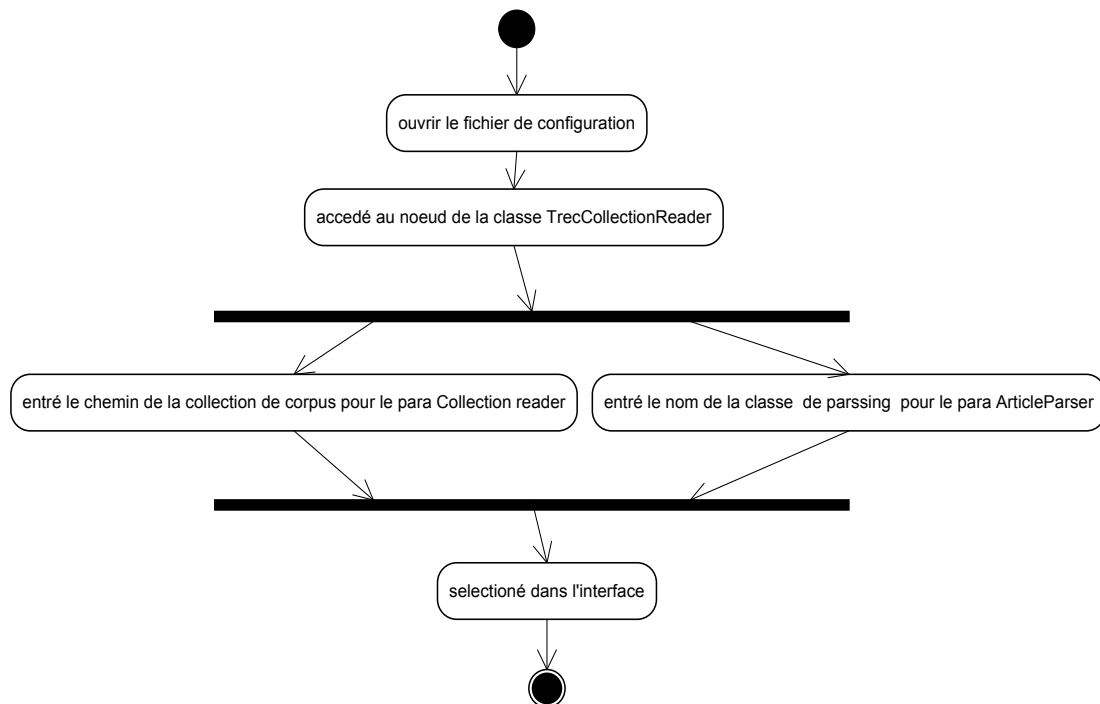 ouvrir le fichier de configuration
accedé au noeud de la classe TrecCollectionReader
entré le chemin de la collection de corpus pour le para Collection reader
entré le nom de la classe  de parssing  pour le para ArticleParser
selectioné dans l'interface